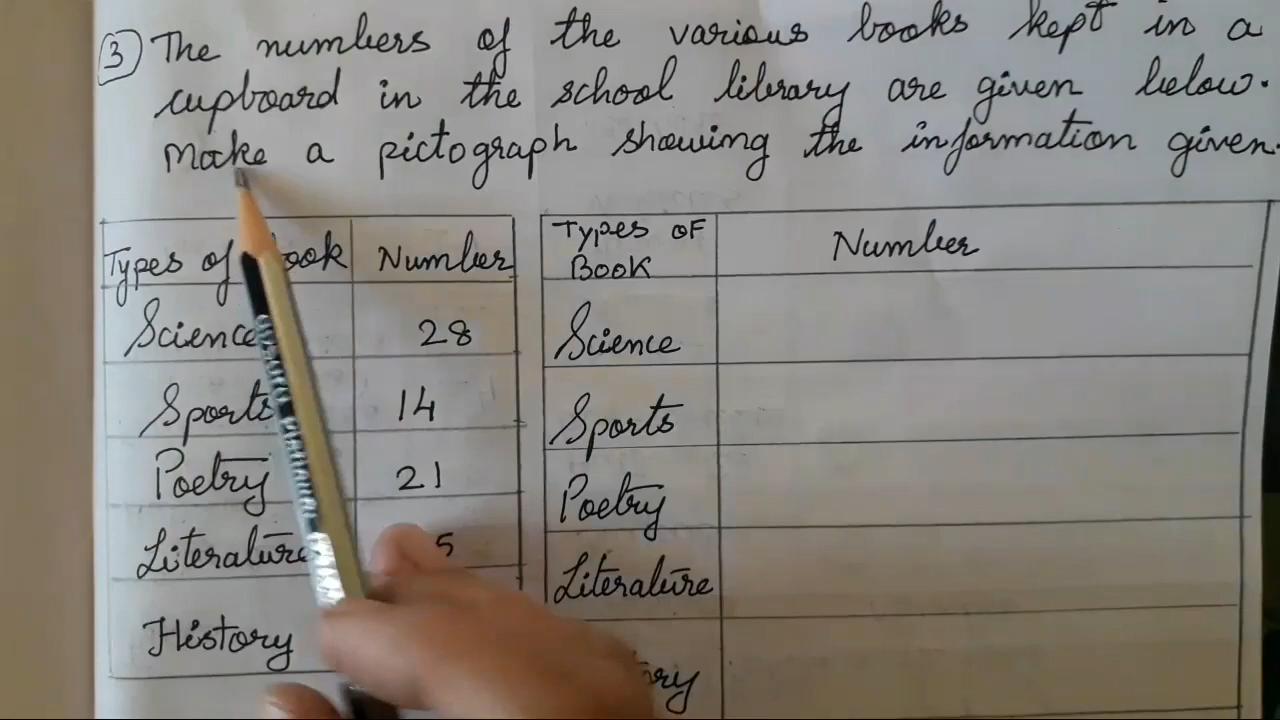 3 The numbers of the various books kept in a
cupboard in the school library are given below.
Make a pictograph showing the information given.
Types of book Number
Science 28
Sports 14
Poetry 21
Literature
History
Types of Book Number
Science
Sports
Poetry
Literature